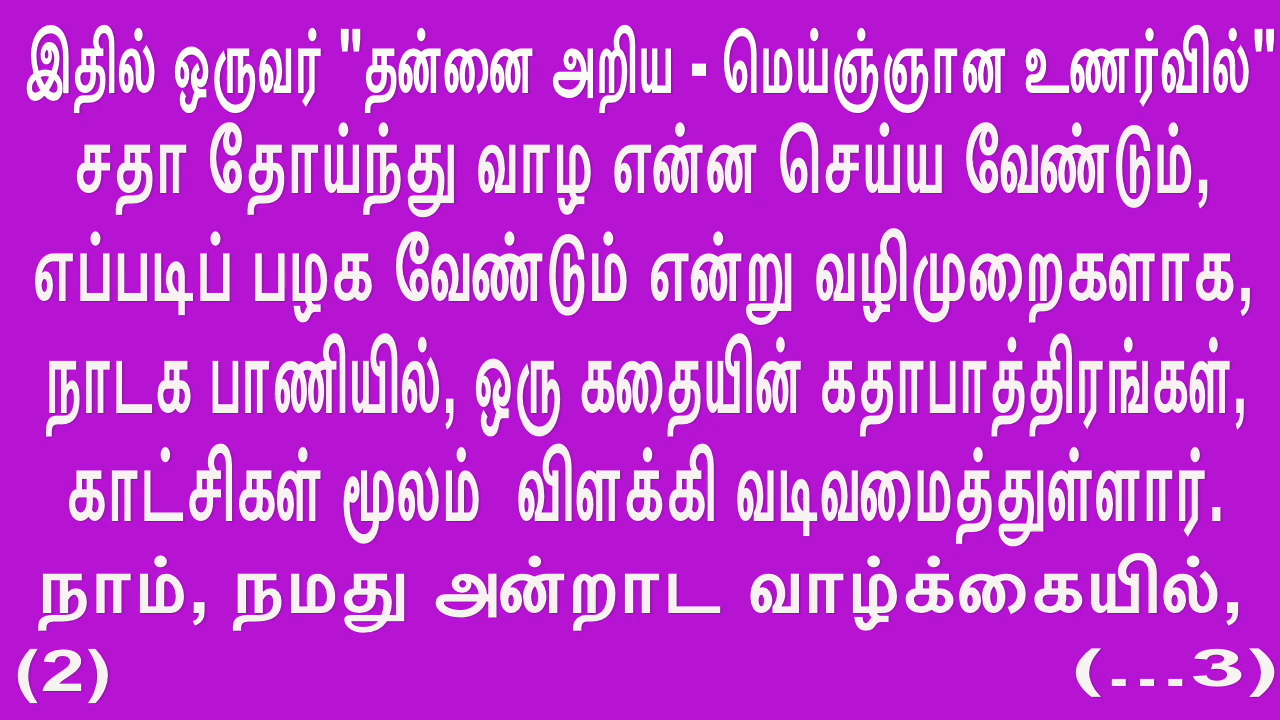 இதில் ஒருவர் "தன்னை அறிய - மெய்ஞ்ஞான உணர்வில்"
சதா தோய்ந்து வாழ என்ன செய்ய வேண்டும்,
எப்படிப் பழக வேண்டும் என்று வழிமுறைகளாக,
நாடக பாணியில், ஒரு கதையின் கதாபாத்திரங்கள்,
காட்சிகள் மூலம் விளக்கி வடிவமைத்துள்ளார்.
நாம், நமது அன்றாட வாழ்க்கையில்,
(2) (---3)